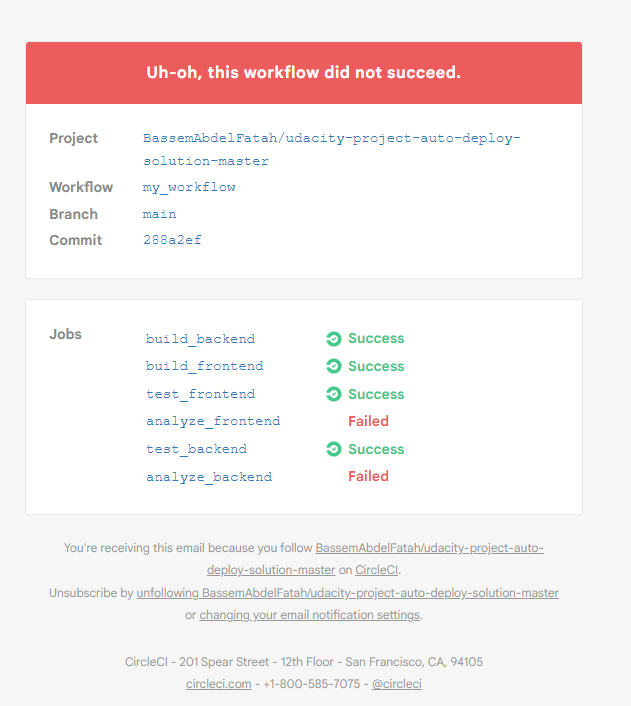 Uh-oh, this workflow did not succeed.
Project BassemAbdelFatah/udacity-project-auto-deploy-
solution-master
Workflow my_workflow
Branch main
Commit 288a2ef
Jobs
build_backend Success
build_frontend Success
test_frontend Success
analyze_frontend Failed
test_backend Success
analyze_backend Failed
You're receiving this email because you follow BassemAbdelFatah/udacity-project-auto-
deploy-solution-master on CircleCI.
Unsubscribe by unfollowing BassemAbdelFatah/udacity-project-auto-deploy-solution-master
or changing your email notification settings.
CircleCI - 201 Spear Street - 12th Floor - San Francisco, CA, 94105
circleci.com - +1-800-585-7075 - @circleci